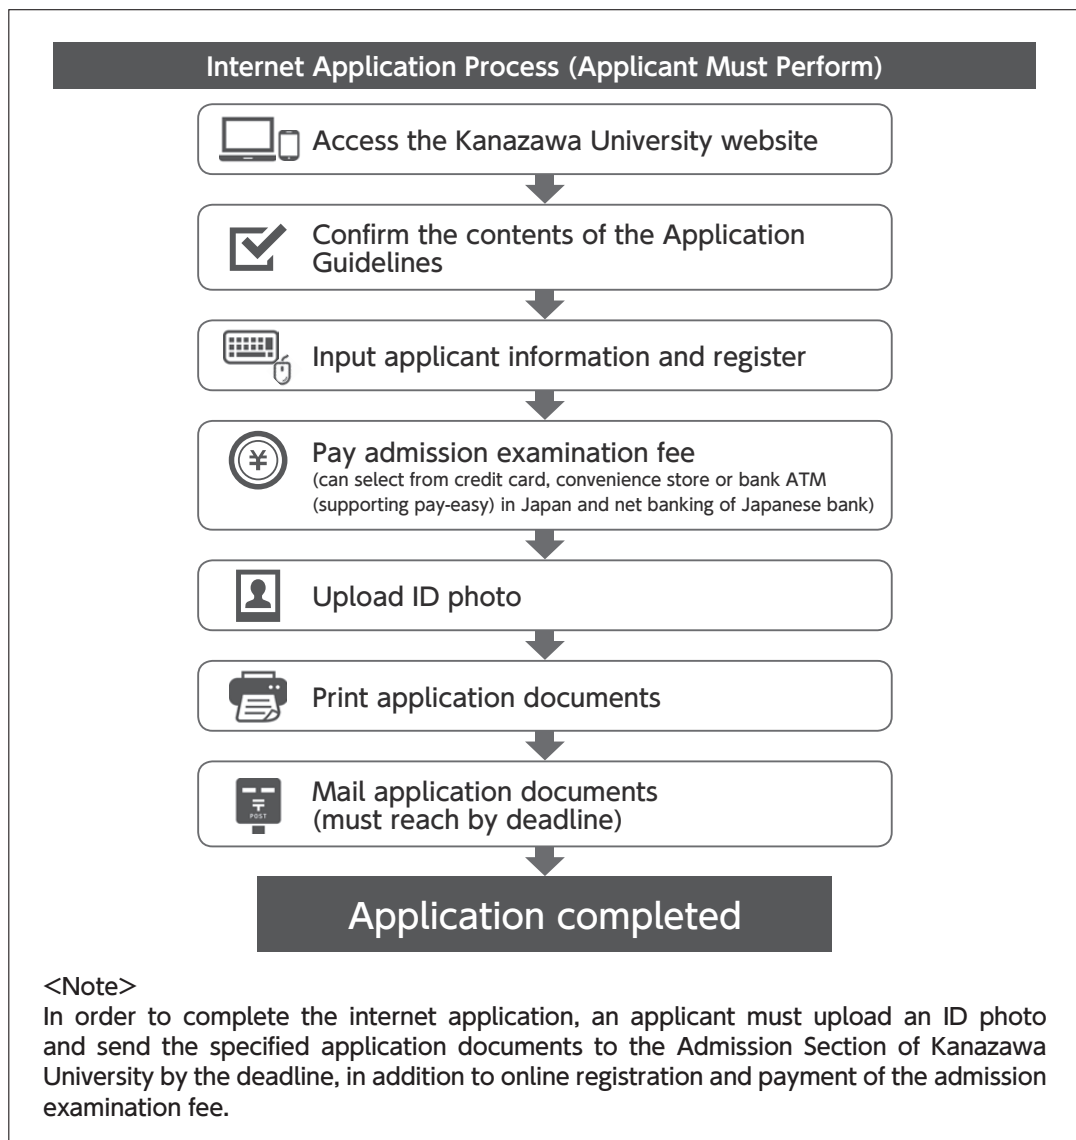 Internet Application Process (Applicant Must Perform)
Access the Kanazawa University website
Confirm the contents of the Application
Guidelines
Input applicant information and register
¥
Pay admission examination fee
(can select from credit card, convenience store or bank ATM
(supporting pay-easy) in Japan and net banking of Japanese bank)
Upload ID photo
Print application documents
〒
POST
Mail application documents
(must reach by deadline)
Application completed
<Note>
In order to complete the internet application, an applicant must upload an ID photo
and send the specified application documents to the Admission Section of Kanazawa
University by the deadline, in addition to online registration and payment of the admission
examination fee.